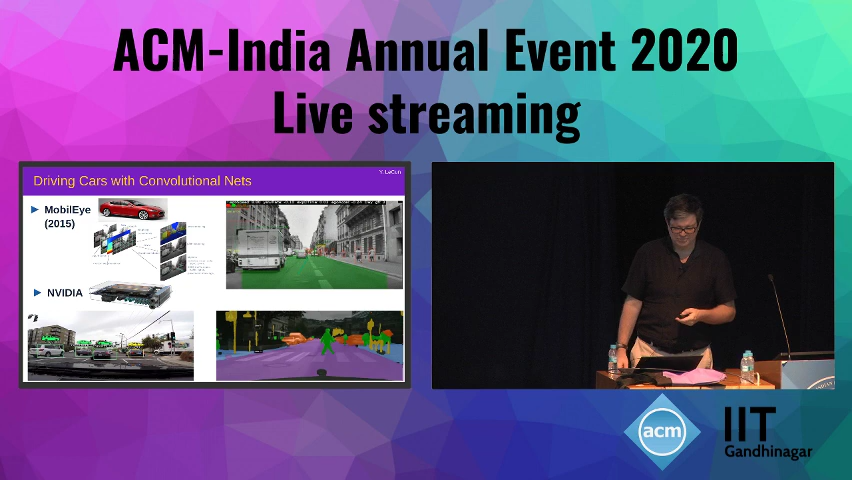 ACM-India Annual Event 2020
Live streaming
Y. LeCun
Driving Cars with Convolutional Nets
MobilEye
(2015)
NVIDIA
acm
IIT
Gandhinagar